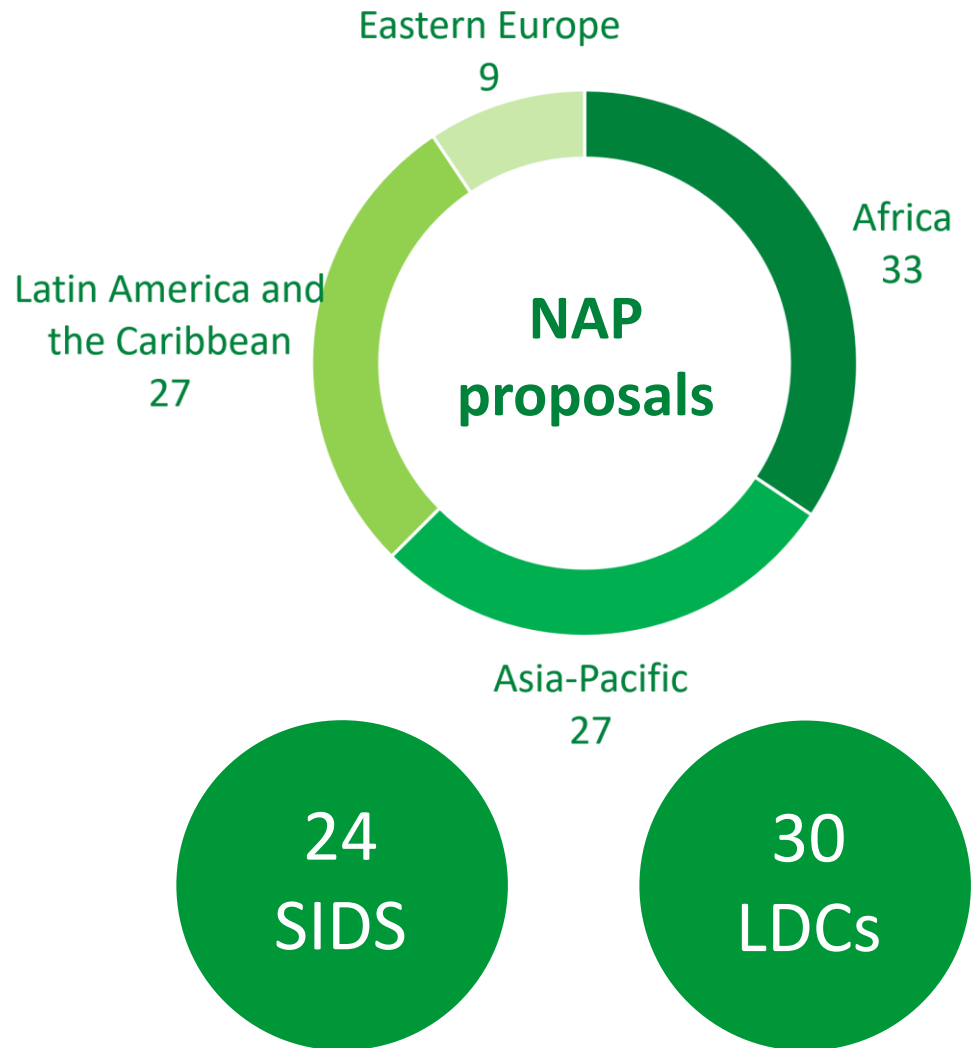 Eastern Europe
9
Africa
33
Latin America and
the Caribbean
27
NAP
proposals
Asia-Pacific
27
24
SIDS
30
LDCs